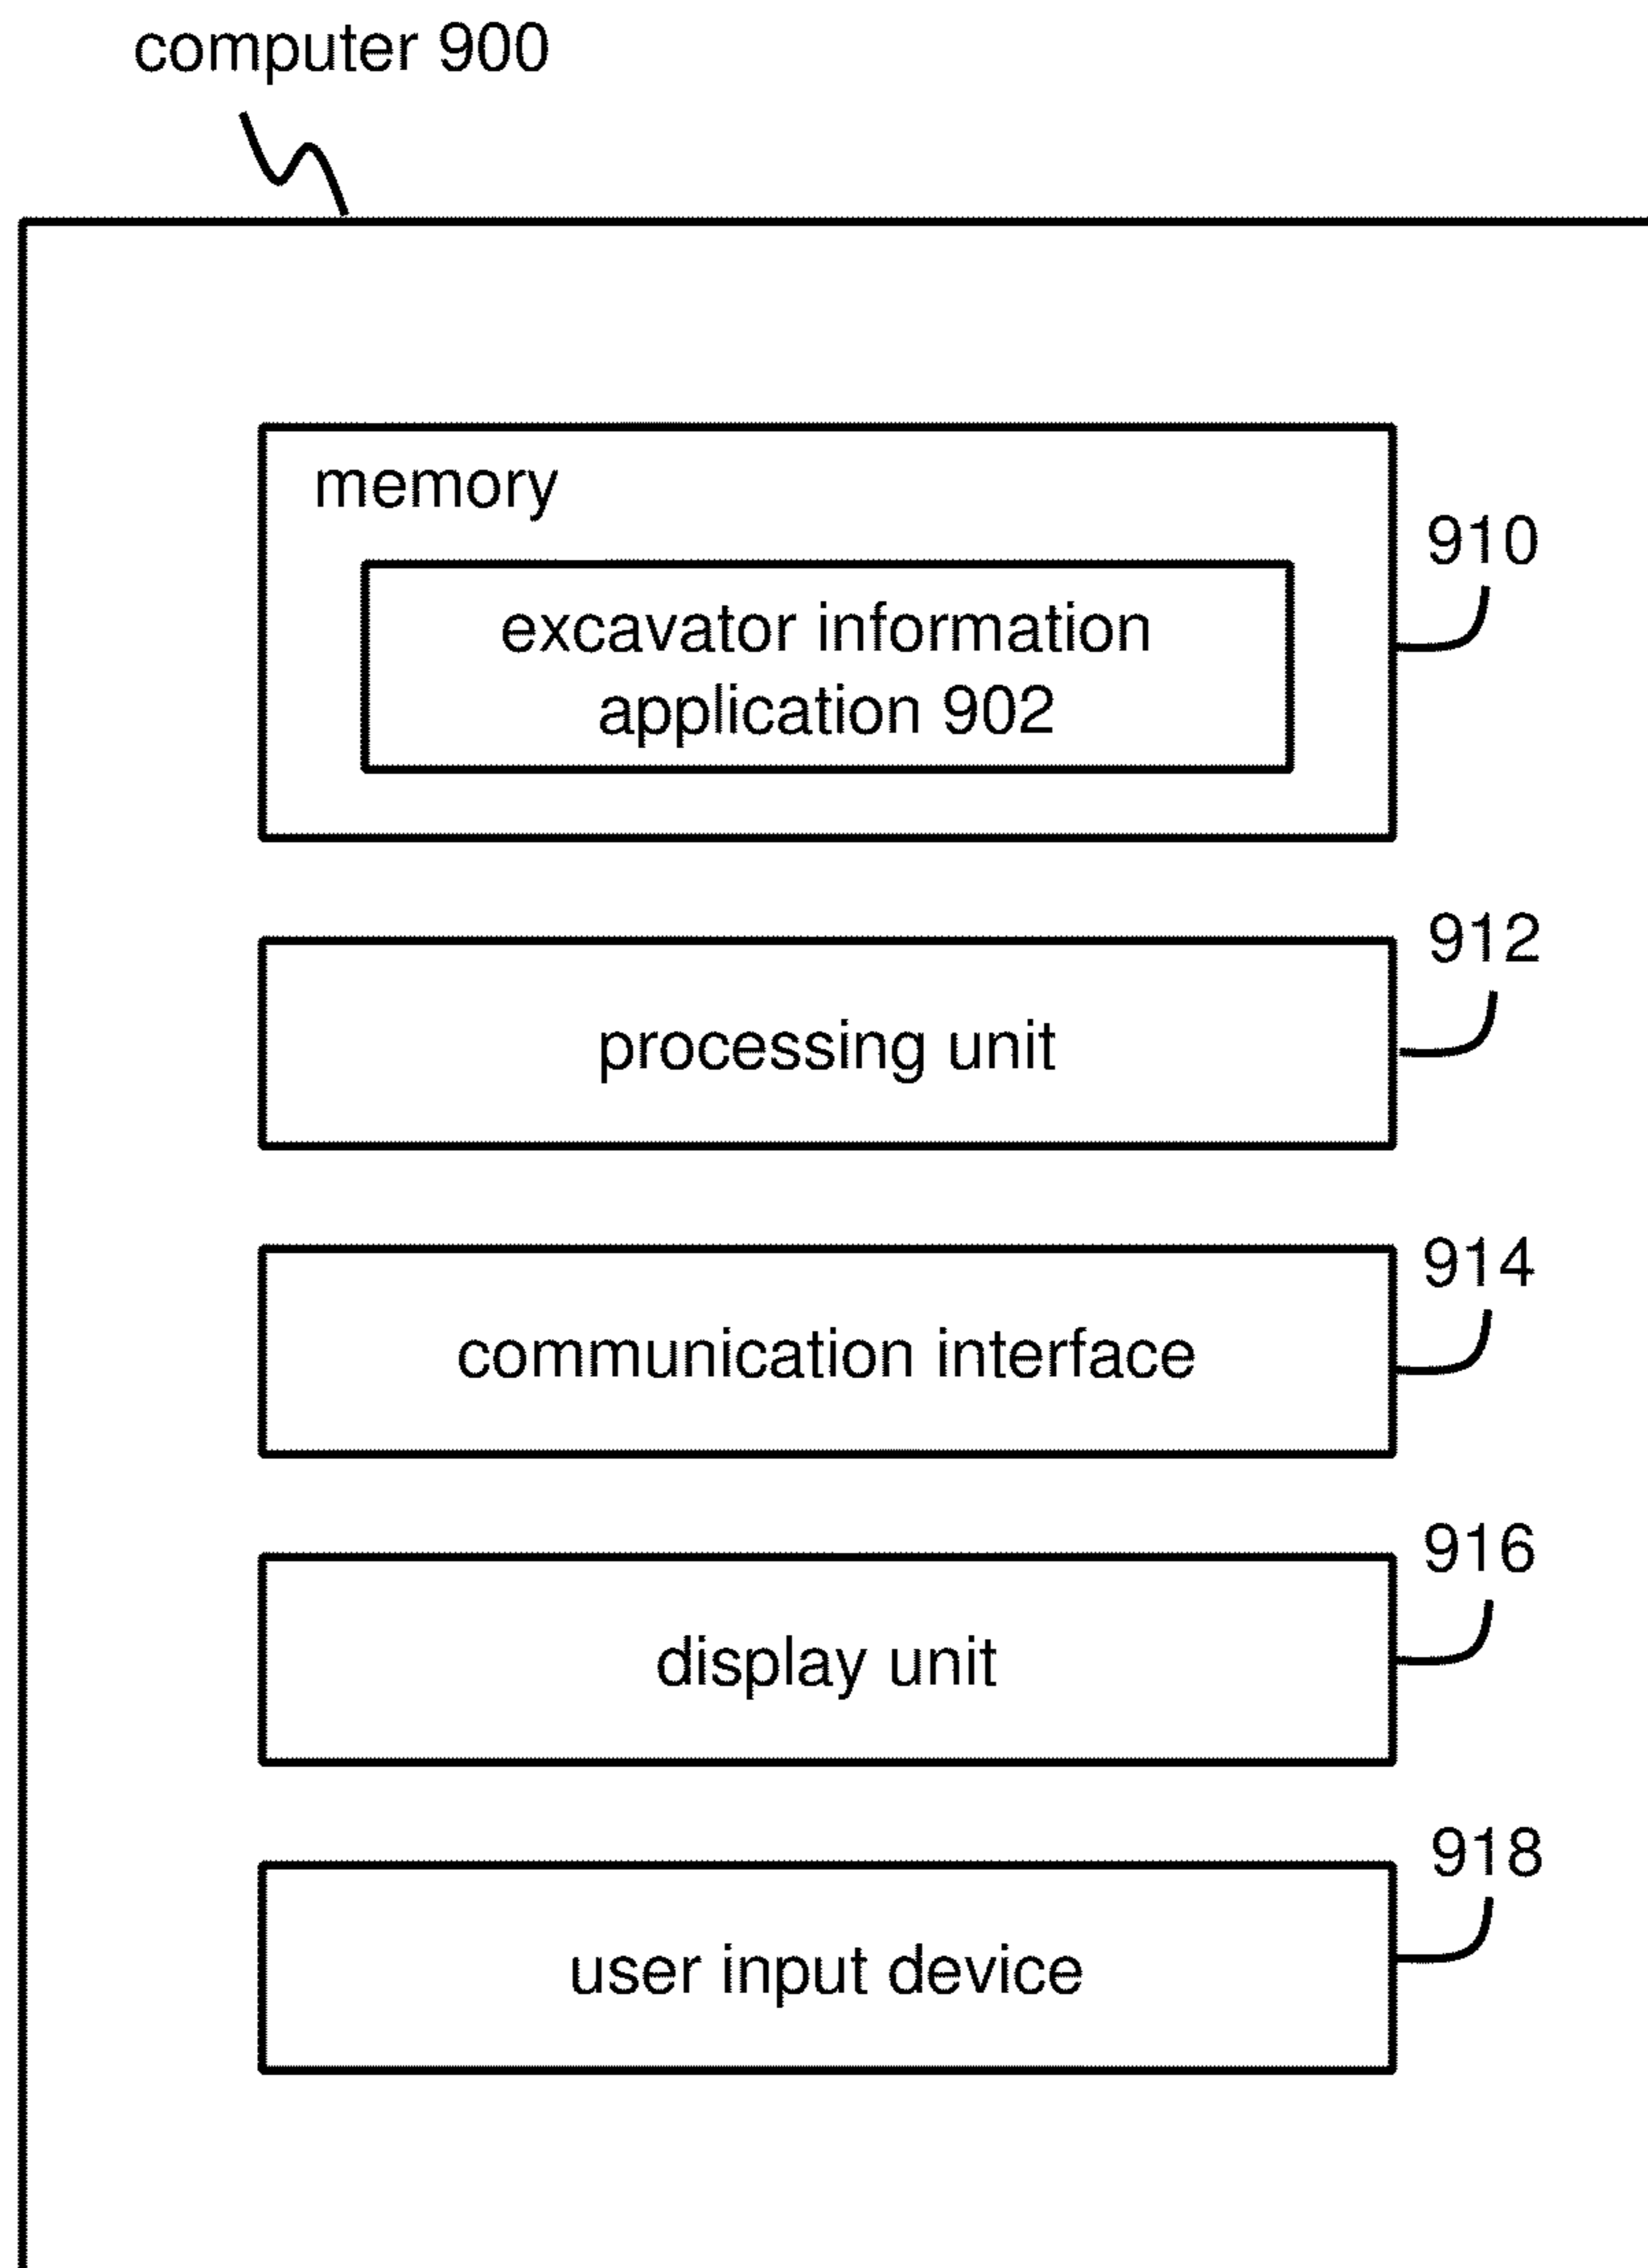 computer 900
memory
910
excavator information
application 902
912
processing unit
914
communication interface
916
display unit
918
user input device